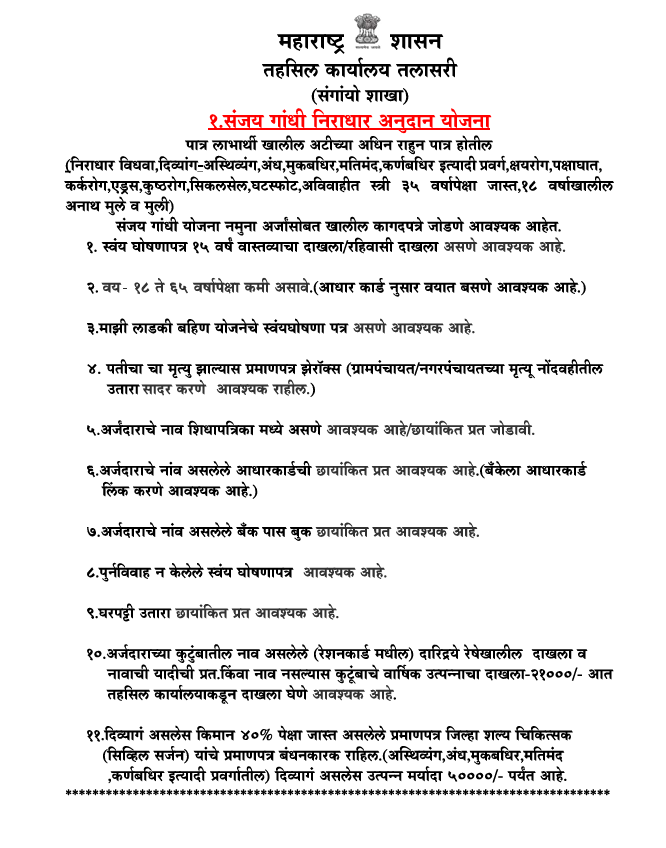 महाराष्ट्र शासन
तहसिल कार्यालय तलासरी
(संगांयो शाखा)
१.संजय गांधी निराधार अनुदान योजना
पात्र लाभार्थी खालील अटीच्या अधिन राहुन पात्र होतील
(निराधार विधवा,दिव्यांग-अस्थिव्यंग,अंध,मुकबधिर,मतिमंद,कर्णबधिर इत्यादी प्रवर्ग,क्षयरोग,पक्षाघात,
कर्करोग,एड्रस,कुष्ठरोग,सिकलसेल,घटस्फोट,अविवाहीत स्त्री ३५ वर्षापेक्षा जास्त,१८ वर्षाखालील
अनाथ मुले व मुली)
संजय गांधी योजना नमुना अर्जासोबत खालील कागदपत्रे जोडणे आवश्यक आहेत.
१. स्वंय घोषणापत्र १५ वर्षं वास्तव्याचा दाखला/रहिवासी दाखला असणे आवश्यक आहे.
२. वय- १८ ते ६५ वर्षापेक्षा कमी असावे.(आधार कार्ड नुसार वयात बसणे आवश्यक आहे.)
३.माझी लाडकी बहिण योजनेचे स्वंयघोषणा पत्र असणे आवश्यक आहे.
४. पतीचा चा मृत्यु झाल्यास प्रमाणपत्र झेरॉक्स (ग्रामपंचायत/नगरपंचायतच्या मृत्यू नोंदवहीतील
उतारा सादर करणे आवश्यक राहील.)
५.अर्जंदाराचे नाव शिधापत्रिका मध्ये असणे आवश्यक आहे/छायांकित प्रत जोडावी.
६.अर्जदाराचे नांव असलेले आधारकार्डची छायांकित प्रत आवश्यक आहे.(बँकेला आधारकार्ड
लिंक करणे आवश्यक आहे.)
७.अर्जदाराचे नांव असलेले बँक पास बुक छायांकित प्रत आवश्यक आहे.
८.पुर्नविवाह न केलेले स्वंय घोषणापत्र आवश्यक आहे.
९.घरपट्टी उतारा छायांकित प्रत आवश्यक आहे.
१०.अर्जदाराच्या कुटुंबातील नाव असलेले (रेशनकार्ड मधील) दारिद्रये रेषेखालील दाखला व
नावाची यादीची प्रत.किंवा नाव नसल्यास कुटूंबाचे वार्षिक उत्पन्नाचा दाखला-२१०००/- आत
तहसिल कार्यालयाकडून दाखला घेणे आवश्यक आहे.
११.दिव्यागं असलेस किमान ४०% पेक्षा जास्त असलेले प्रमाणपत्र जिल्हा शल्य चिकित्सक
(सिव्हिल सर्जन) यांचे प्रमाणपत्र बंधनकारक राहिल.(अस्थिव्यंग,अंध,मुकबधिर,मतिमंद
,कर्णबधिर इत्यादी प्रवर्गातील) दिव्यागं असलेस उत्पन्न मर्यादा ५००००/- पर्यंत आहे.
*********************************************************************************